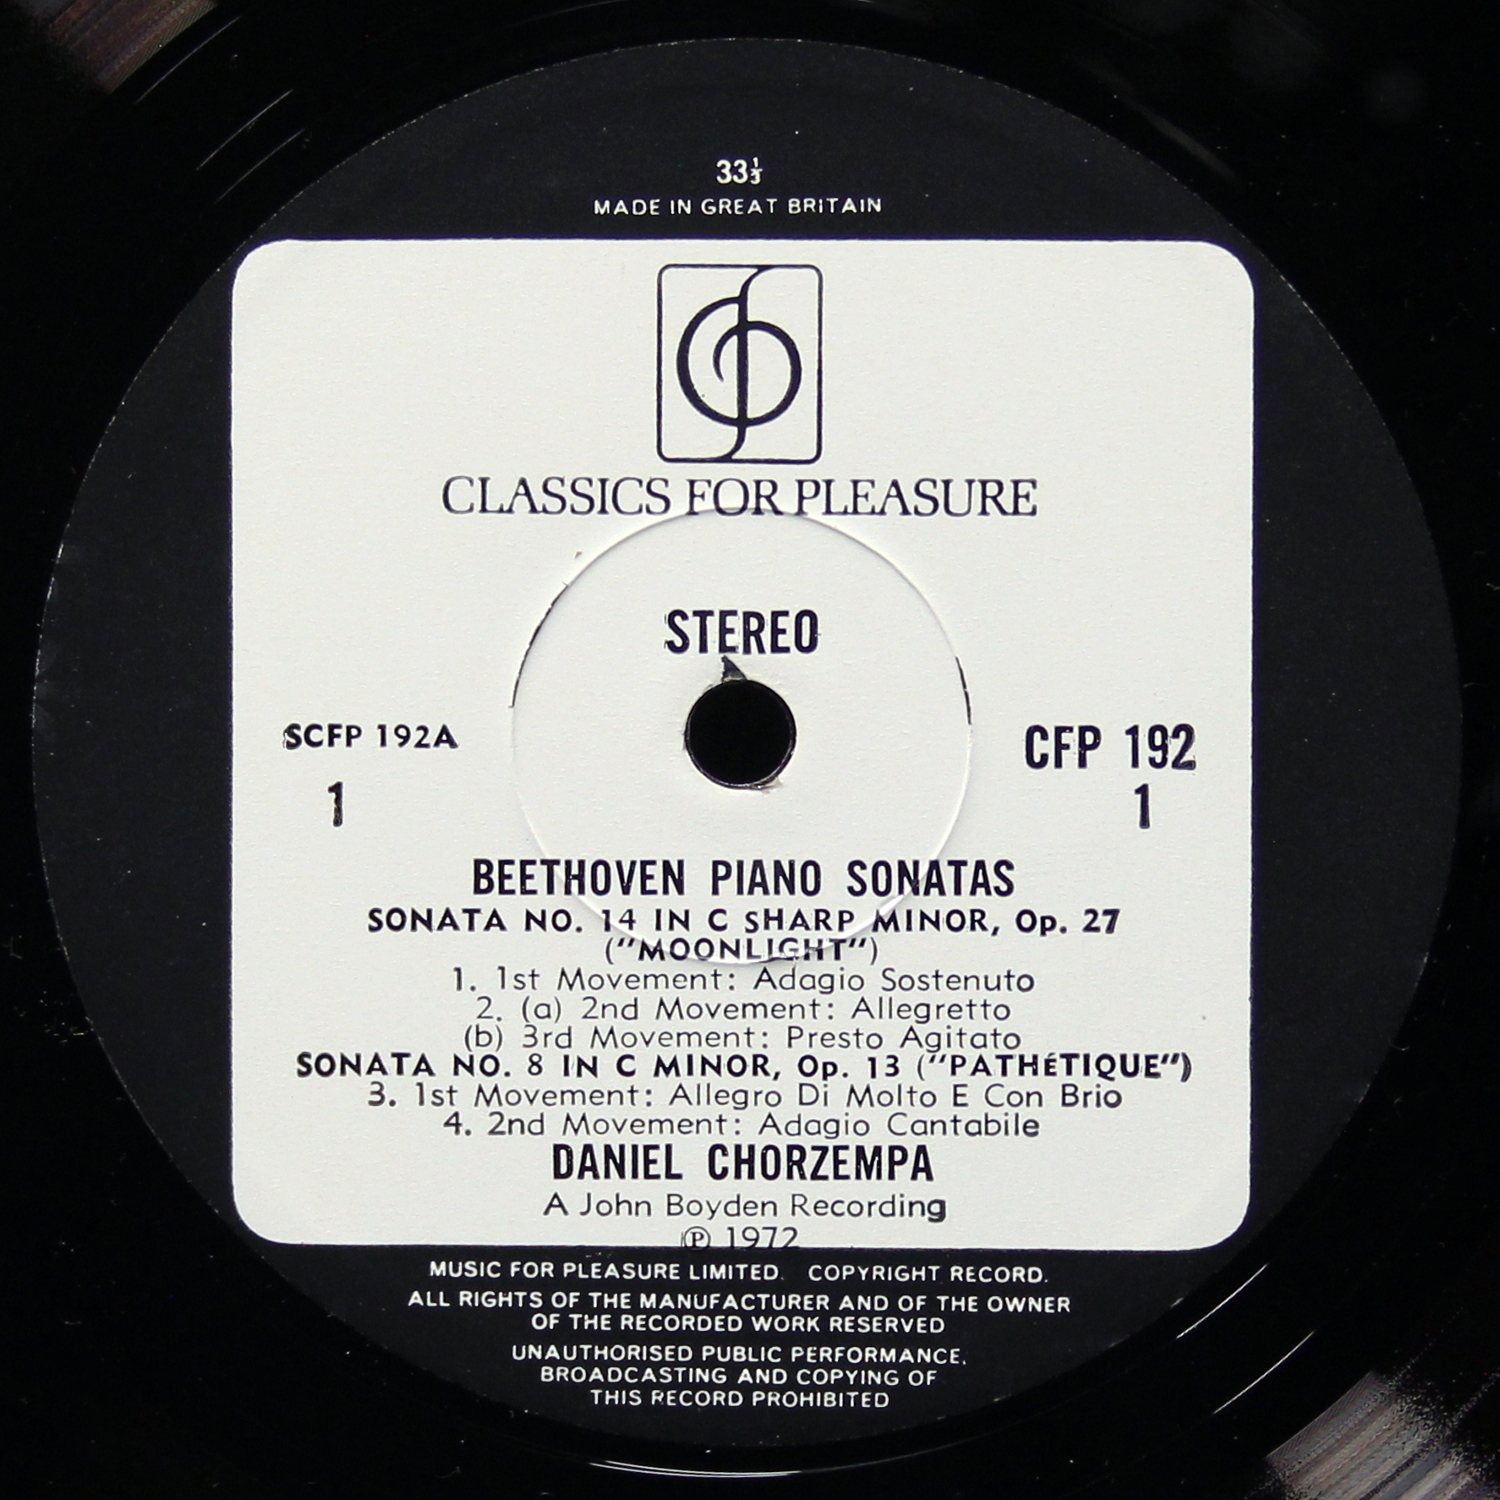 33⅓
MADE IN GREAT BRITAIN
CLASSICS FOR PLEASURE
STEREO
SCFP 192A CFP 192
1 1
BEETHOVEN PIANO SONATAS
SONATA NO. 14 IN C SHARP MINOR, Op. 27
("MOONLIGHT")
1. 1st Movement: Adagio Sostenuto
2. (a) 2nd Movement: Allegretto
(b) 3rd Movement: Presto Agitato
SONATA NO. 8 IN C MINOR, Op. 13 ("PATHÉTIQUE")
3. 1st Movement: Allegro Di Molto E Con Brio
4. 2nd Movement: Adagio Cantabile
DANIEL CHORZEMPA
A John Boyden Recording
℗ 1972
MUSIC FOR PLEASURE LIMITED. COPYRIGHT RECORD.
ALL RIGHTS OF THE MANUFACTURER AND OF THE OWNER
OF THE RECORDED WORK RESERVED
UNAUTHORISED PUBLIC PERFORMANCE,
BROADCASTING AND COPYING OF
THIS RECORD PROHIBITED